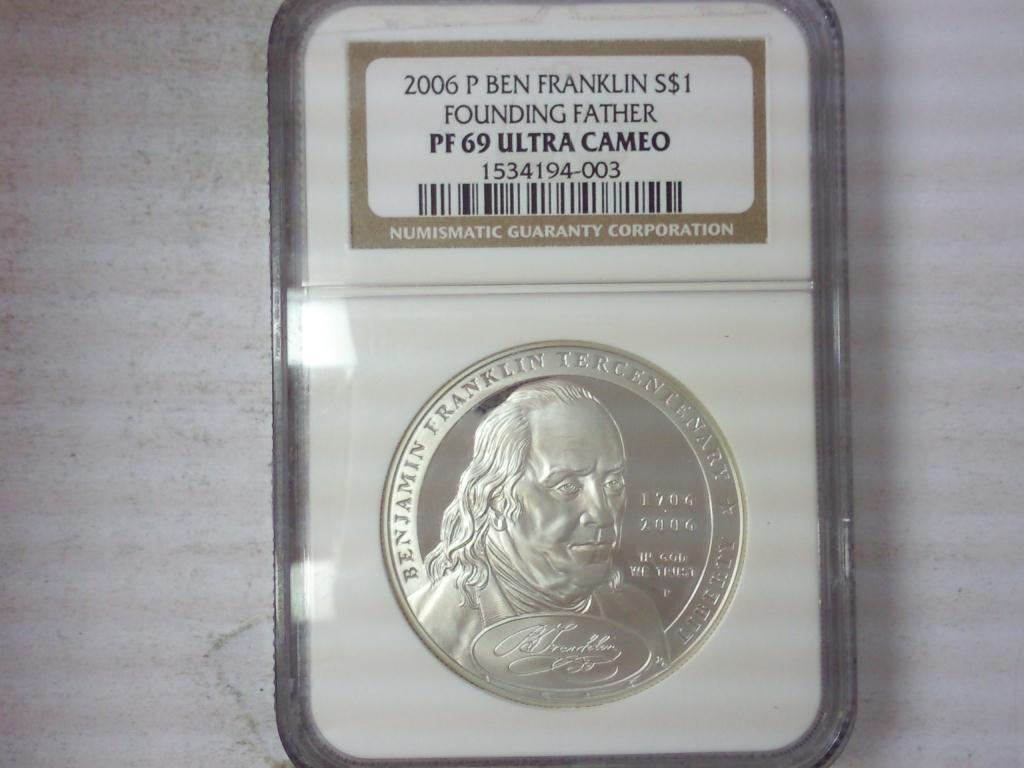 2006 P BEN FRANKLIN S$1
FOUNDING FATHER
PF 69 ULTRA CAMEO
1534194-003
NUMISMATIC GUARANTY CORPORATION
BENJAMIN FRANKLIN TERCENTENARY ★ LIBERTY
1706
2006
IN GOD
WE TRUST
P
B Franklin